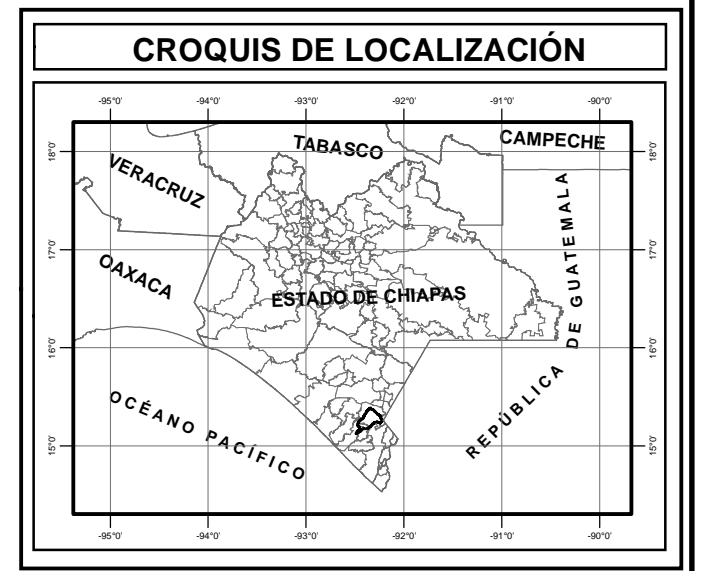 CROQUIS DE LOCALIZACIÓN
-95°0' -94°0' -93°0' -92°0' -91°0' -90°0'
18°0' 18°0'
TABASCO
CAMPECHE
VERACRUZ
17°0' 17°0'
OAXACA
ESTADO DE CHIAPAS
REPÚBLICA DE GUATEMALA
16°0' 16°0'
OCÉANO PACÍFICO
15°0' 15°0'
-95°0' -94°0' -93°0' -92°0' -91°0' -90°0'